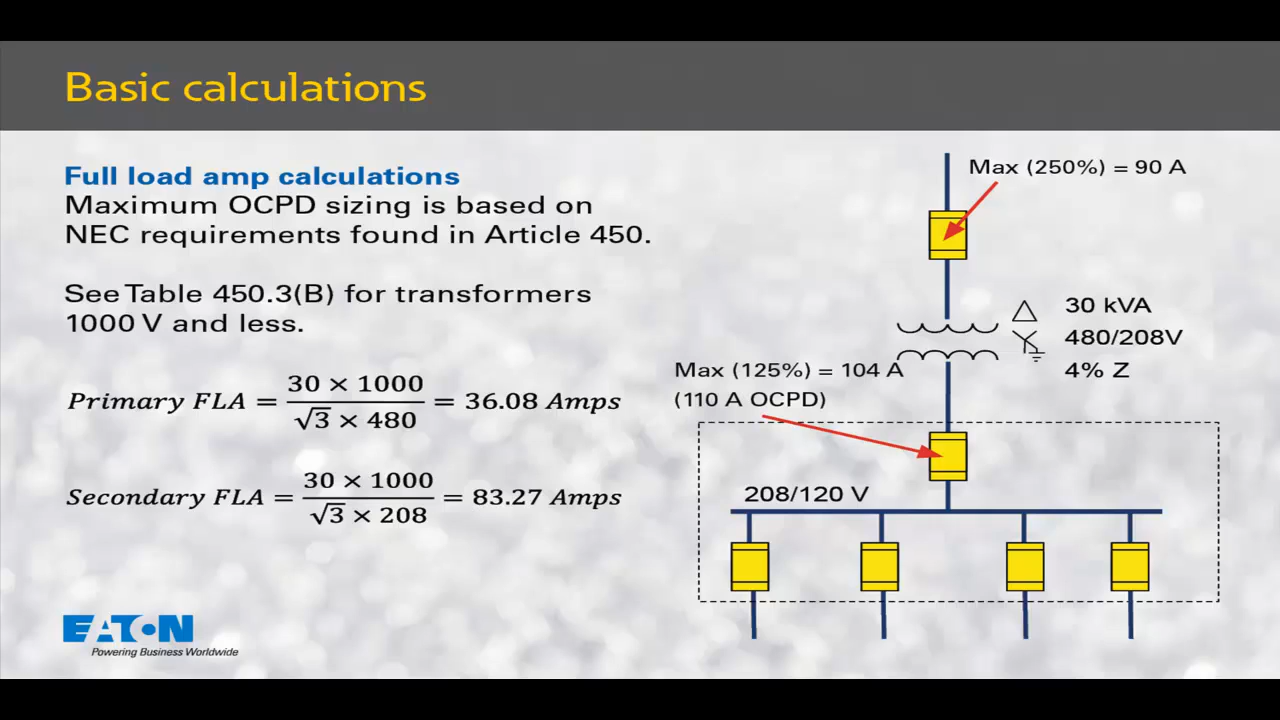 Basic calculations
Full load amp calculations
Maximum OCPD sizing is based on
NEC requirements found in Article 450.
See Table 450.3(B) for transformers
1000 V and less.
Primary FLA = (30 × 1000) / (√3 × 480) = 36.08 Amps
Secondary FLA = (30 × 1000) / (√3 × 208) = 83.27 Amps
Max (250%) = 90 A
30 kVA
480/208V
4% Z
Max (125%) = 104 A
(110 A OCPD)
208/120 V
EATON
Powering Business Worldwide